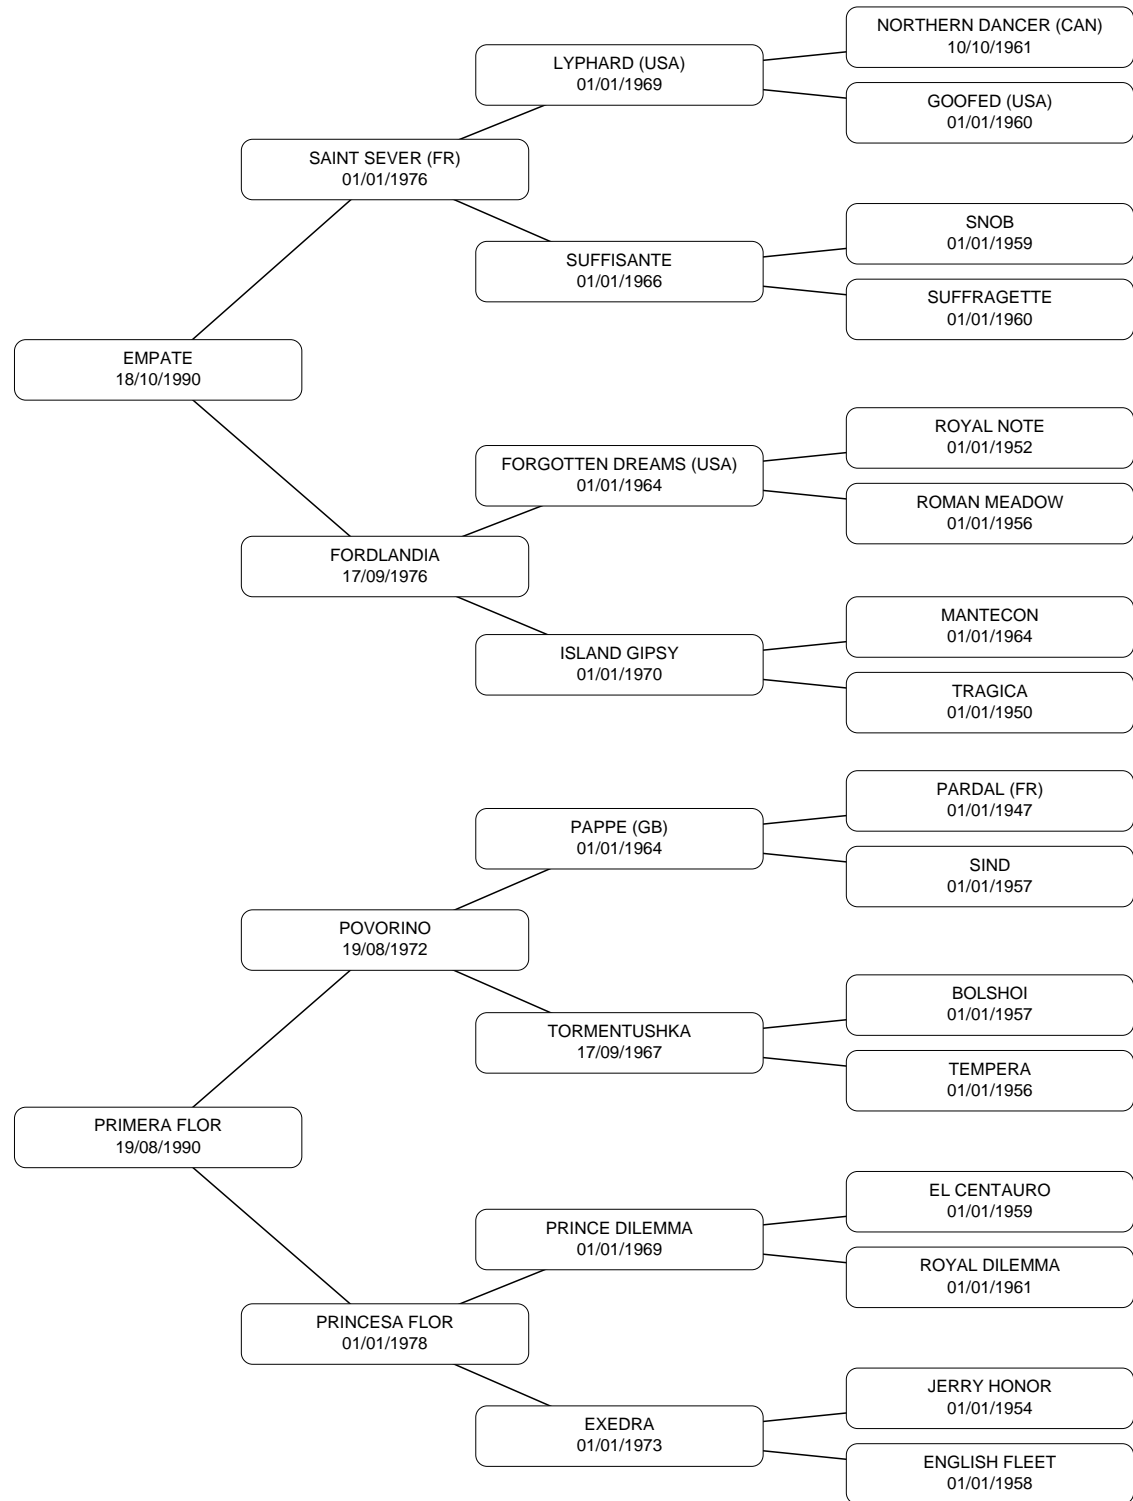 NORTHERN DANCER (CAN)
10/10/1961
LYPHARD (USA)
01/01/1969
GOOFED (USA)
01/01/1960
SAINT SEVER (FR)
01/01/1976
SNOB
01/01/1959
SUFFISANTE
01/01/1966
SUFFRAGETTE
01/01/1960
EMPATE
18/10/1990
ROYAL NOTE
01/01/1952
FORGOTTEN DREAMS (USA)
01/01/1964
ROMAN MEADOW
01/01/1956
FORDLANDIA
17/09/1976
MANTECON
01/01/1964
ISLAND GIPSY
01/01/1970
TRAGICA
01/01/1950
PARDAL (FR)
01/01/1947
PAPPE (GB)
01/01/1964
SIND
01/01/1957
POVORINO
19/08/1972
BOLSHOI
01/01/1957
TORMENTUSHKA
17/09/1967
TEMPERA
01/01/1956
PRIMERA FLOR
19/08/1990
EL CENTAURO
01/01/1959
PRINCE DILEMMA
01/01/1969
ROYAL DILEMMA
01/01/1961
PRINCESA FLOR
01/01/1978
JERRY HONOR
01/01/1954
EXEDRA
01/01/1973
ENGLISH FLEET
01/01/1958